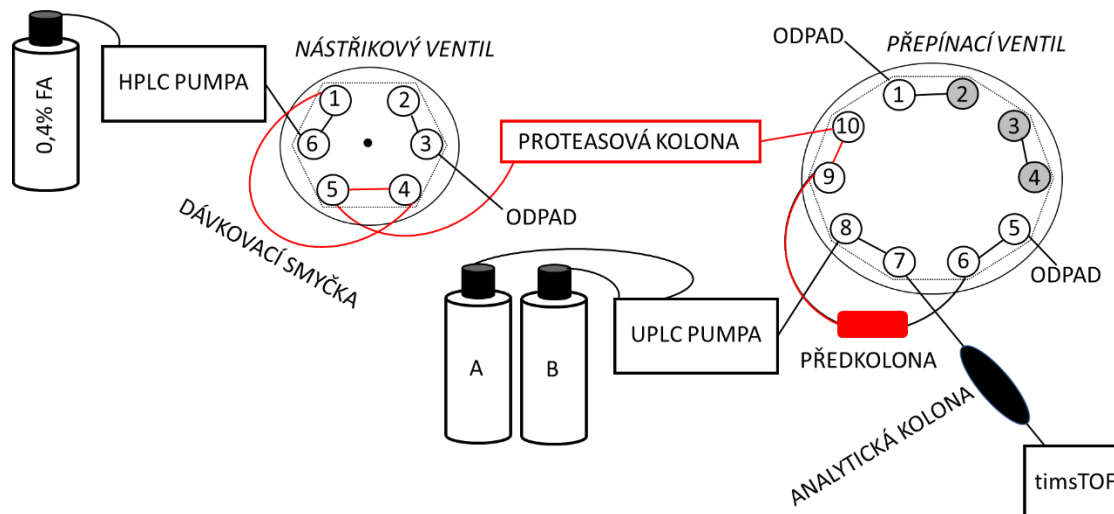 0,4% FA
HPLC PUMPA
NÁSTŘIKOVÝ VENTIL
1
2
6
3
5
4
ODPAD
DÁVKOVACÍ SMYČKA
PROTEASOVÁ KOLONA
ODPAD
PŘEPÍNACÍ VENTIL
1
2
10
3
9
4
8
5
7
6
ODPAD
A
B
UPLC PUMPA
PŘEDKOLONA
ANALYTICKÁ KOLONA
timsTOF